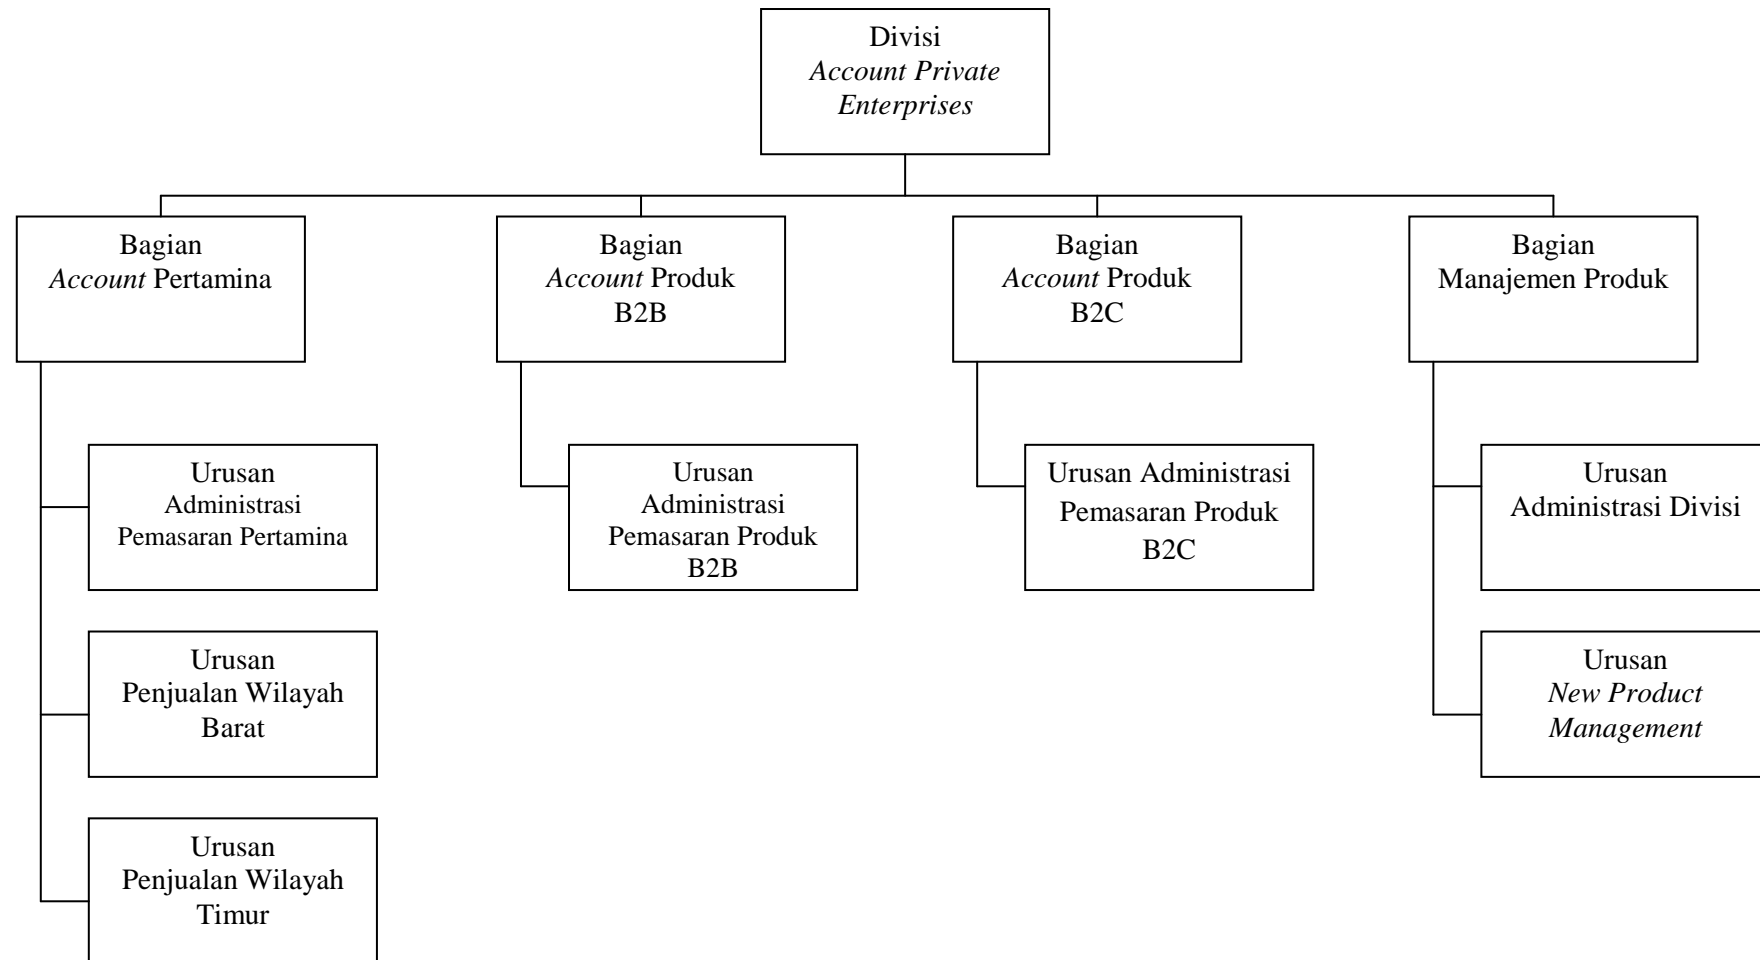 Divisi
Account Private
Enterprises
Bagian
Account Pertamina
Bagian
Account Produk
B2B
Bagian
Account Produk
B2C
Bagian
Manajemen Produk
Urusan
Administrasi
Pemasaran Pertamina
Urusan
Administrasi
Pemasaran Produk
B2B
Urusan Administrasi
Pemasaran Produk
B2C
Urusan
Administrasi Divisi
Urusan
Penjualan Wilayah
Barat
Urusan
New Product
Management
Urusan
Penjualan Wilayah
Timur